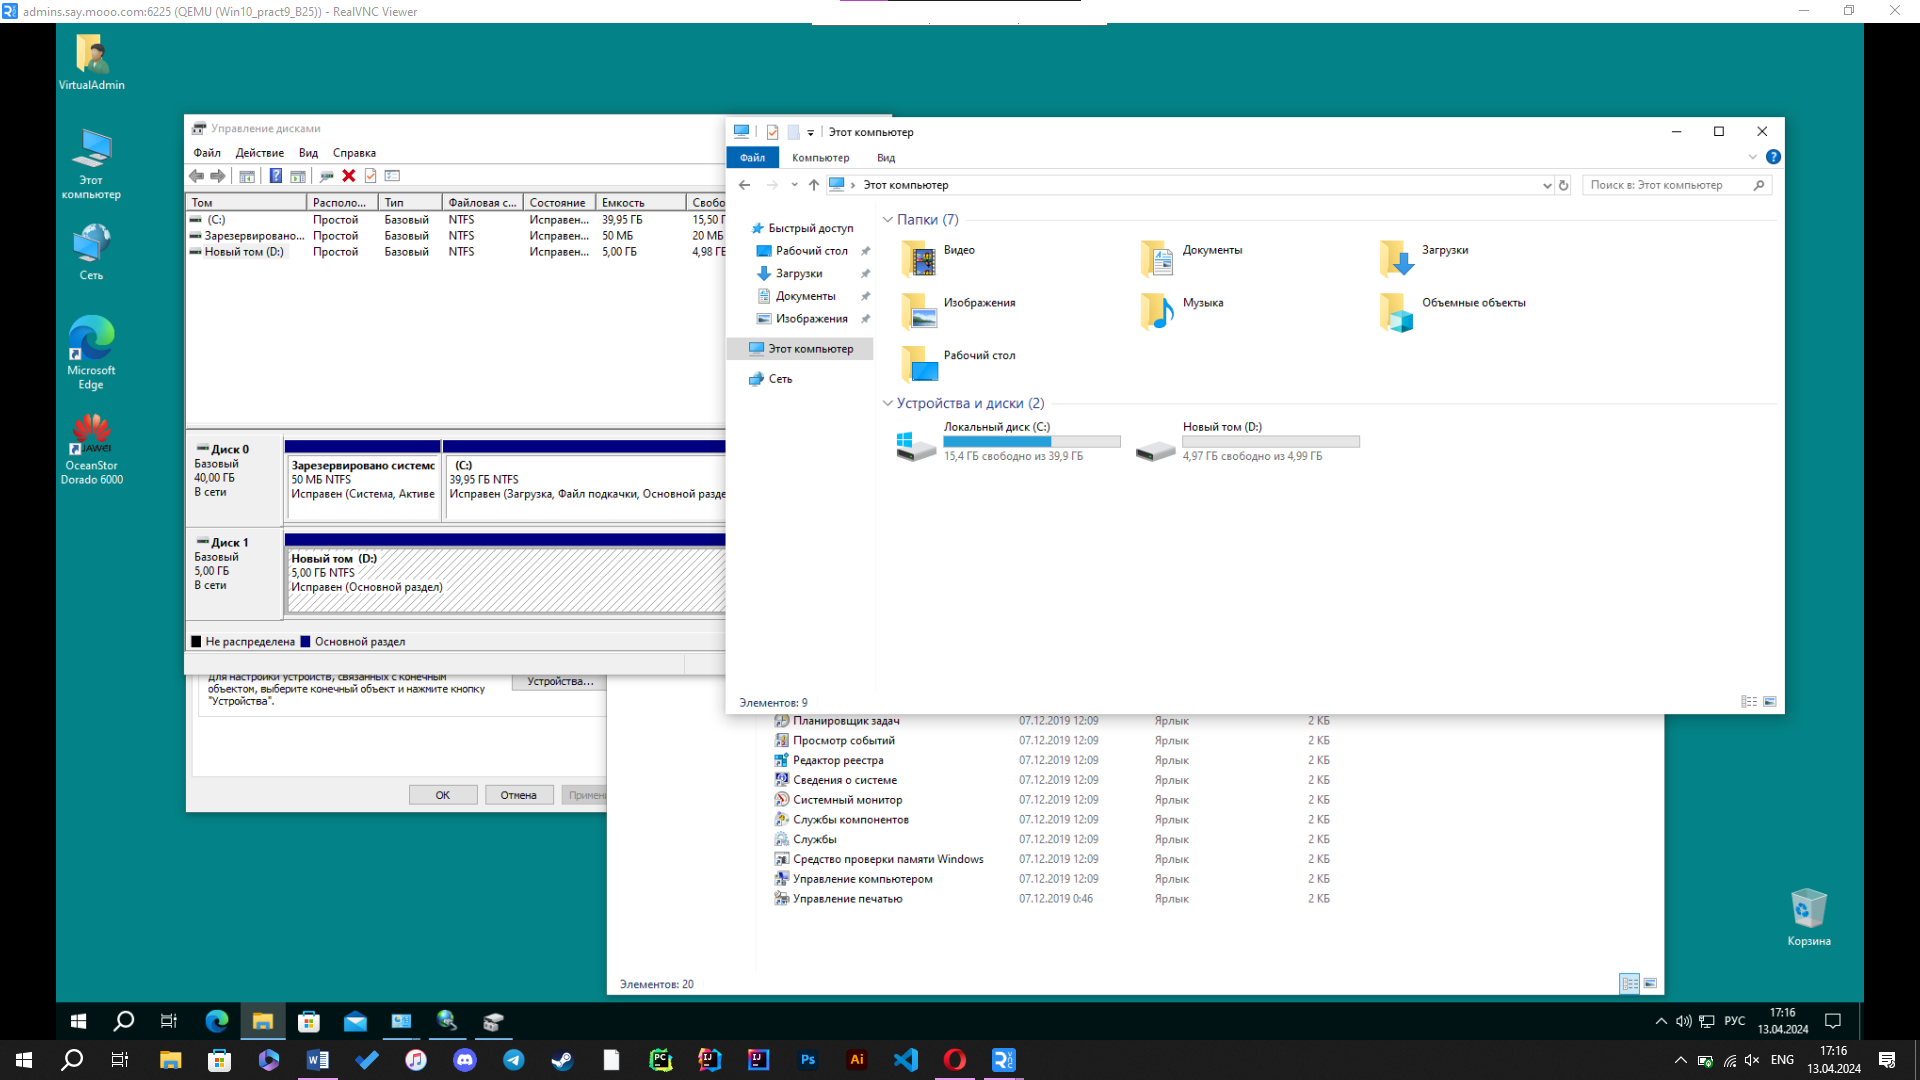 admins.say.mooo.com:6225 (QEMU (Win10_pract9_B25)) - RealVNC Viewer
VirtualAdmin
Этот
компьютер
Сеть
Microsoft
Edge
HUAWEI
OceanStor
Dorado 6000
Корзина
Управление дисками
Файл Действие Вид Справка
Том Располо... Тип Файловая с... Состояние Емкость Свобо
(C:) Простой Базовый NTFS Исправен... 39,95 ГБ 15,50 Г
Зарезервировано... Простой Базовый NTFS Исправен... 50 МБ 20 МБ
Новый том (D:) Простой Базовый NTFS Исправен... 5,00 ГБ 4,98 ГБ
Диск 0
Базовый
40,00 ГБ
В сети
Зарезервировано системс
50 МБ NTFS
Исправен (Система, Активе
(C:)
39,95 ГБ NTFS
Исправен (Загрузка, Файл подкачки, Основной разде
Диск 1
Базовый
5,00 ГБ
В сети
Новый том (D:)
5,00 ГБ NTFS
Исправен (Основной раздел)
Не распределена Основной раздел
Для настройки устройств, связанных с конечным
объектом, выберите конечный объект и нажмите кнопку
"Устройства".
Устройства...
ОК Отмена Примени
Этот компьютер
Файл Компьютер Вид
Этот компьютер
Поиск в: Этот компьютер
Быстрый доступ
Рабочий стол
Загрузки
Документы
Изображения
Этот компьютер
Сеть
Папки (7)
Видео Документы Загрузки
Изображения Музыка Объемные объекты
Рабочий стол
Устройства и диски (2)
Локальный диск (C:)
15,4 ГБ свободно из 39,9 ГБ
Новый том (D:)
4,97 ГБ свободно из 4,99 ГБ
Элементов: 9
Планировщик задач 07.12.2019 12:09 Ярлык 2 КБ
Просмотр событий 07.12.2019 12:09 Ярлык 2 КБ
Редактор реестра 07.12.2019 12:09 Ярлык 2 КБ
Сведения о системе 07.12.2019 12:09 Ярлык 2 КБ
Системный монитор 07.12.2019 12:09 Ярлык 2 КБ
Службы компонентов 07.12.2019 12:09 Ярлык 2 КБ
Службы 07.12.2019 12:09 Ярлык 2 КБ
Средство проверки памяти Windows 07.12.2019 12:09 Ярлык 2 КБ
Управление компьютером 07.12.2019 12:09 Ярлык 2 КБ
Управление печатью 07.12.2019 0:46 Ярлык 2 КБ
Элементов: 20
РУС
17:16
13.04.2024
ENG
17:16
13.04.2024